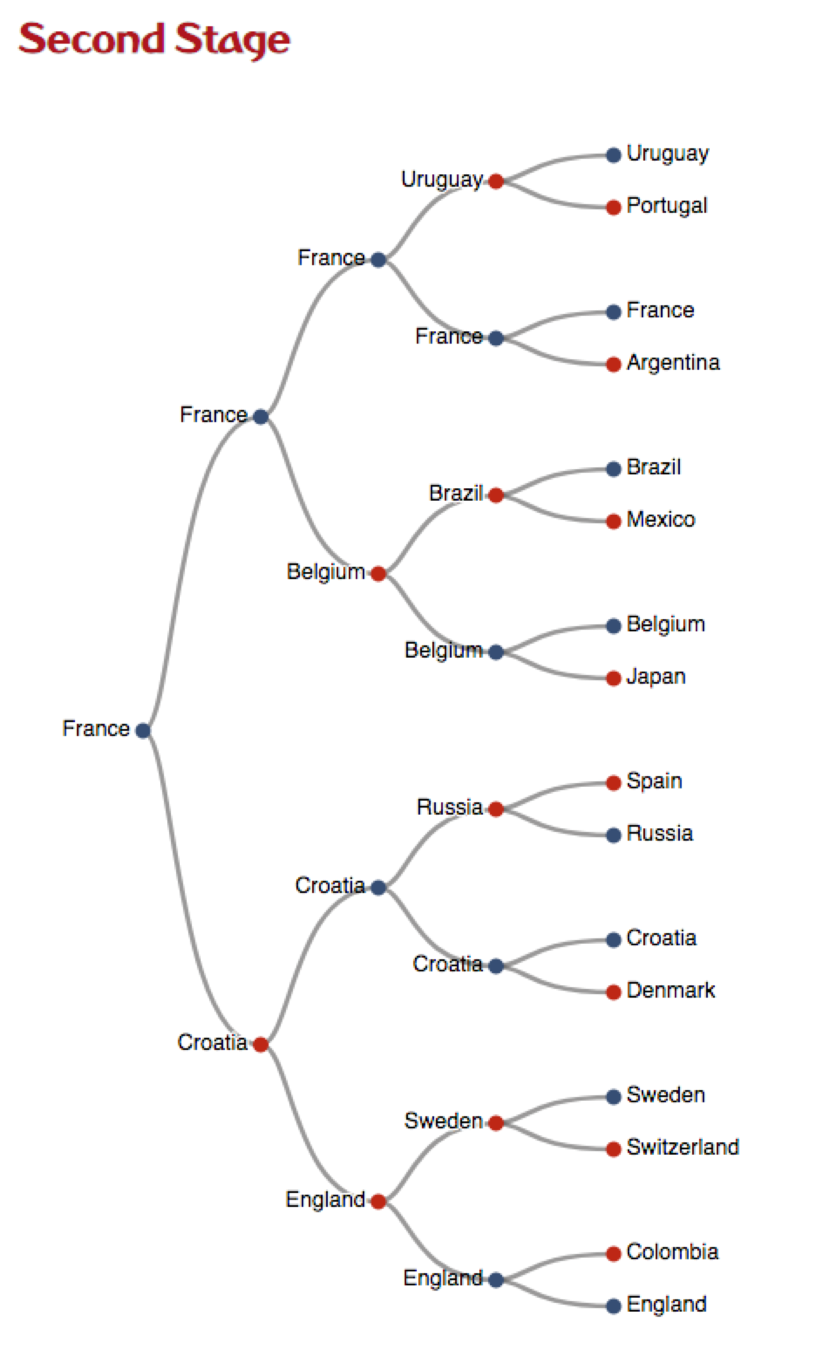 Second Stage
Uruguay
Uruguay
Portugal
France
France
France
Argentina
France
Brazil
Brazil
Mexico
Belgium
Belgium
Belgium
Japan
France
Spain
Russia
Russia
Croatia
Croatia
Croatia
Denmark
Croatia
Sweden
Sweden
Switzerland
England
Colombia
England
England